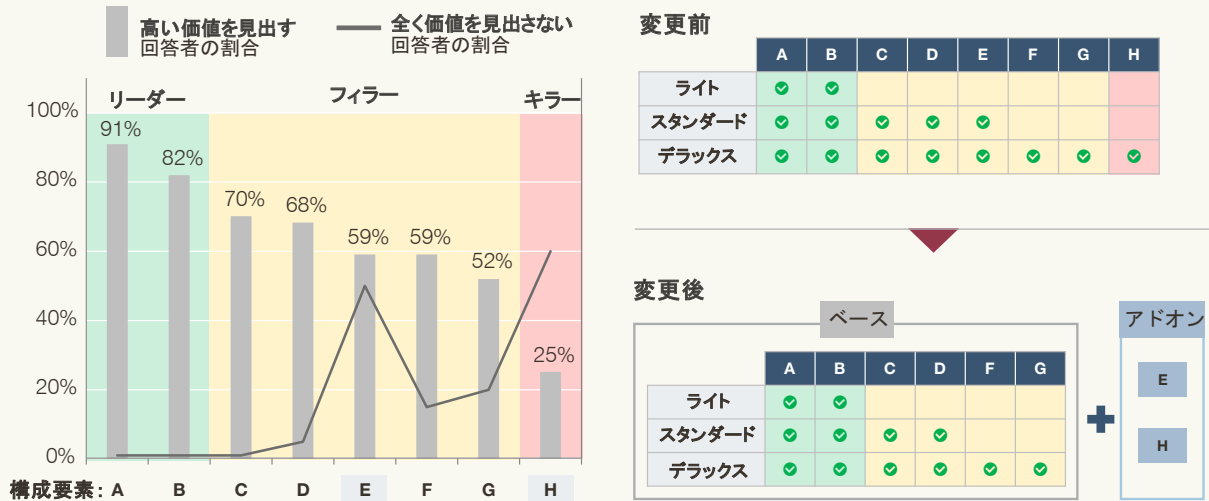 高い価値を見出す
回答者の割合
全く価値を見出さない
回答者の割合
リーダー
フィラー
キラー
100%
80%
60%
40%
20%
0%
91%
82%
70%
68%
59%
59%
52%
25%
構成要素: A B C D E F G H
変更前
A B C D E F G H
ライト
スタンダード
デラックス
変更後
ベース
A B C D F G
ライト
スタンダード
デラックス
アドオン
E
H